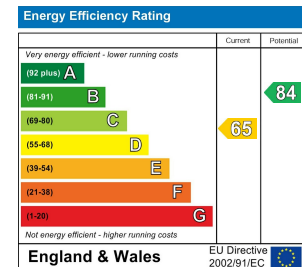 Energy Efficiency Rating
Current Potential
Very energy efficient - lower running costs
(92 plus) A
(81-91) B
(69-80) C
(55-68) D
(39-54) E
(21-38) F
(1-20) G
65
84
Not energy efficient - higher running costs
England & Wales
EU Directive
2002/91/EC